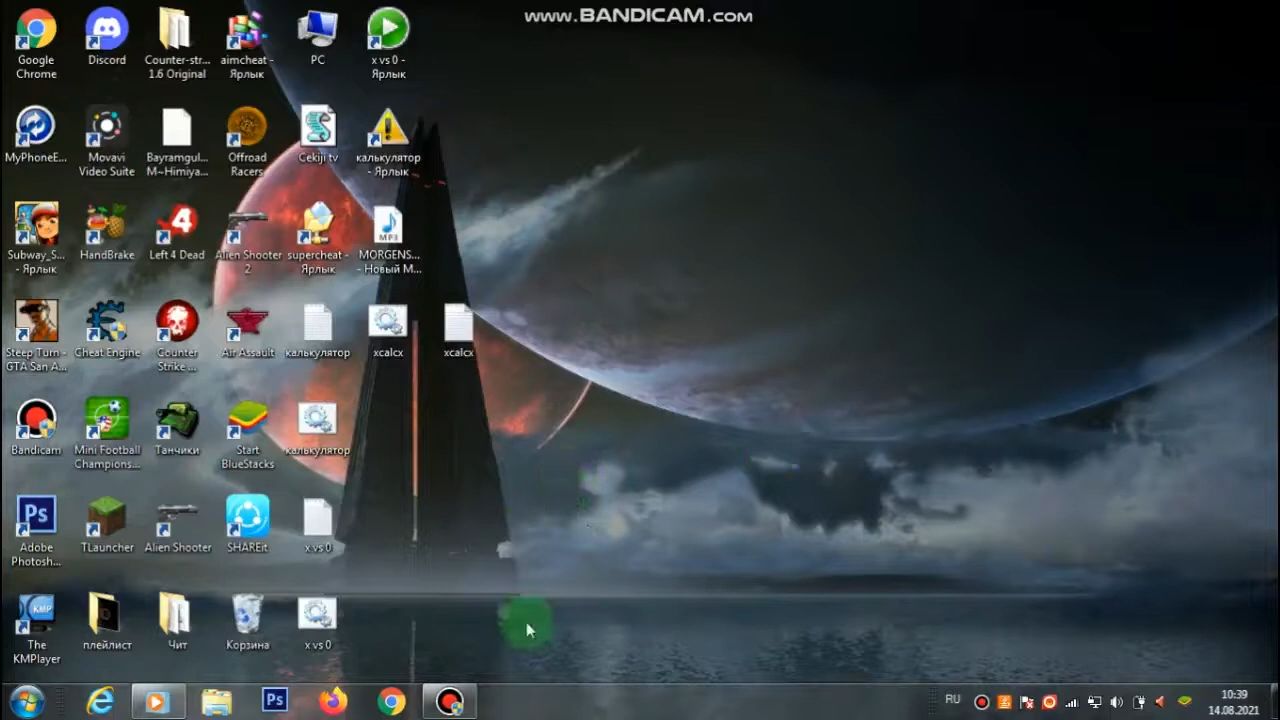 www.BANDICAM.com
Google
Chrome
Discord
Counter-str...
1.6 Original
aimcheat -
Ярлык
PC
x vs 0 -
Ярлык
MyPhoneE...
Movavi
Video Suite
Bayramgul...
M~Himiya...
Offroad
Racers
Cekiji tv
калькулятор
- Ярлык
Subway_S...
- Ярлык
HandBrake
Left 4 Dead
Alien Shooter
2
supercheat -
Ярлык
MP3
MORGENS...
- Новый М...
Steep Turn -
GTA San A...
Cheat Engine
Counter
Strike ...
Air Assault
калькулятор
xcalcx
xcalcx
Bandicam
Mini Football
Champions...
Танчики
Start
BlueStacks
калькулятор
Ps
Adobe
Photosh...
TLauncher
Alien Shooter
SHAREit
x vs 0
KMP
The
KMPlayer
плейлист
Чит
Корзина
x vs 0
Ps
RU
10:39
14.08.2021